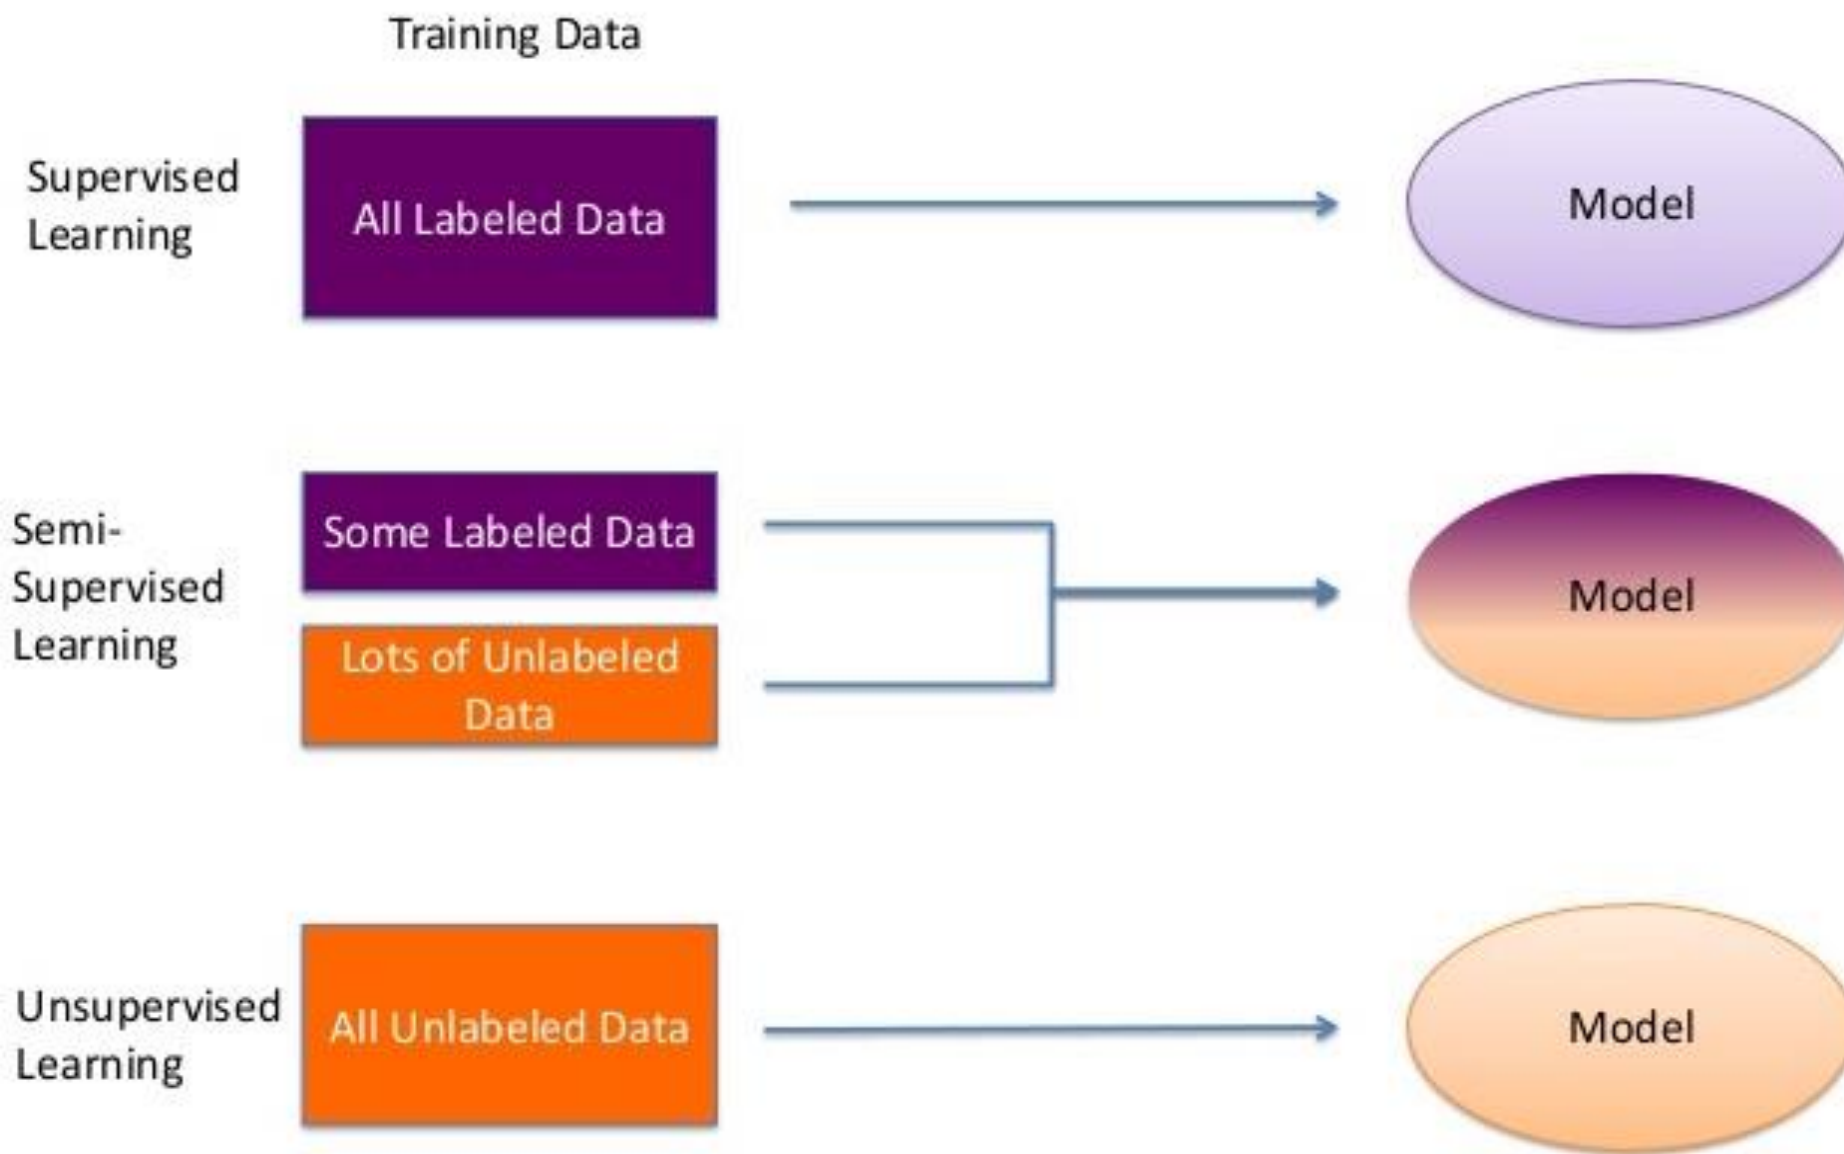 Training Data
Supervised
Learning
All Labeled Data
Model
Semi-
Supervised
Learning
Some Labeled Data
Lots of Unlabeled
Data
Model
Unsupervised
Learning
All Unlabeled Data
Model